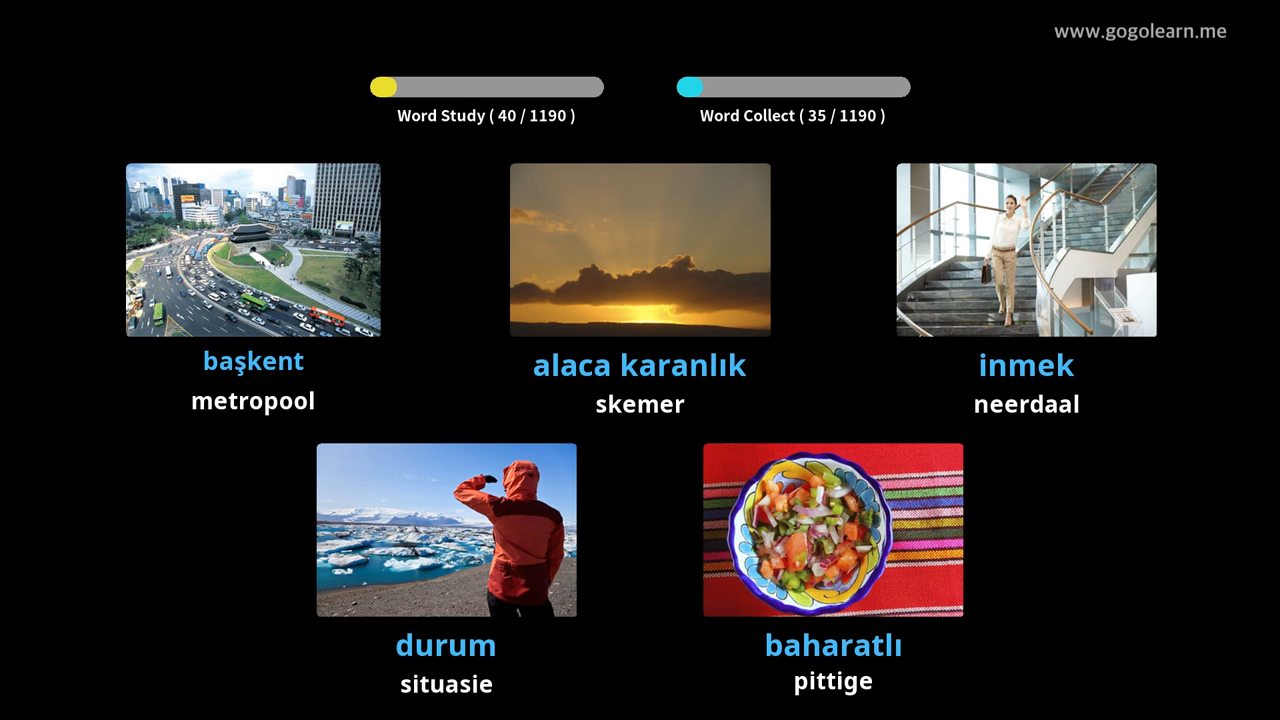 www.gogolearn.me
Word Study ( 40 / 1190 )
Word Collect ( 35 / 1190 )
başkent
metropool
alaca karanlık
skemer
inmek
neerdaal
durum
situasie
baharatlı
pittige